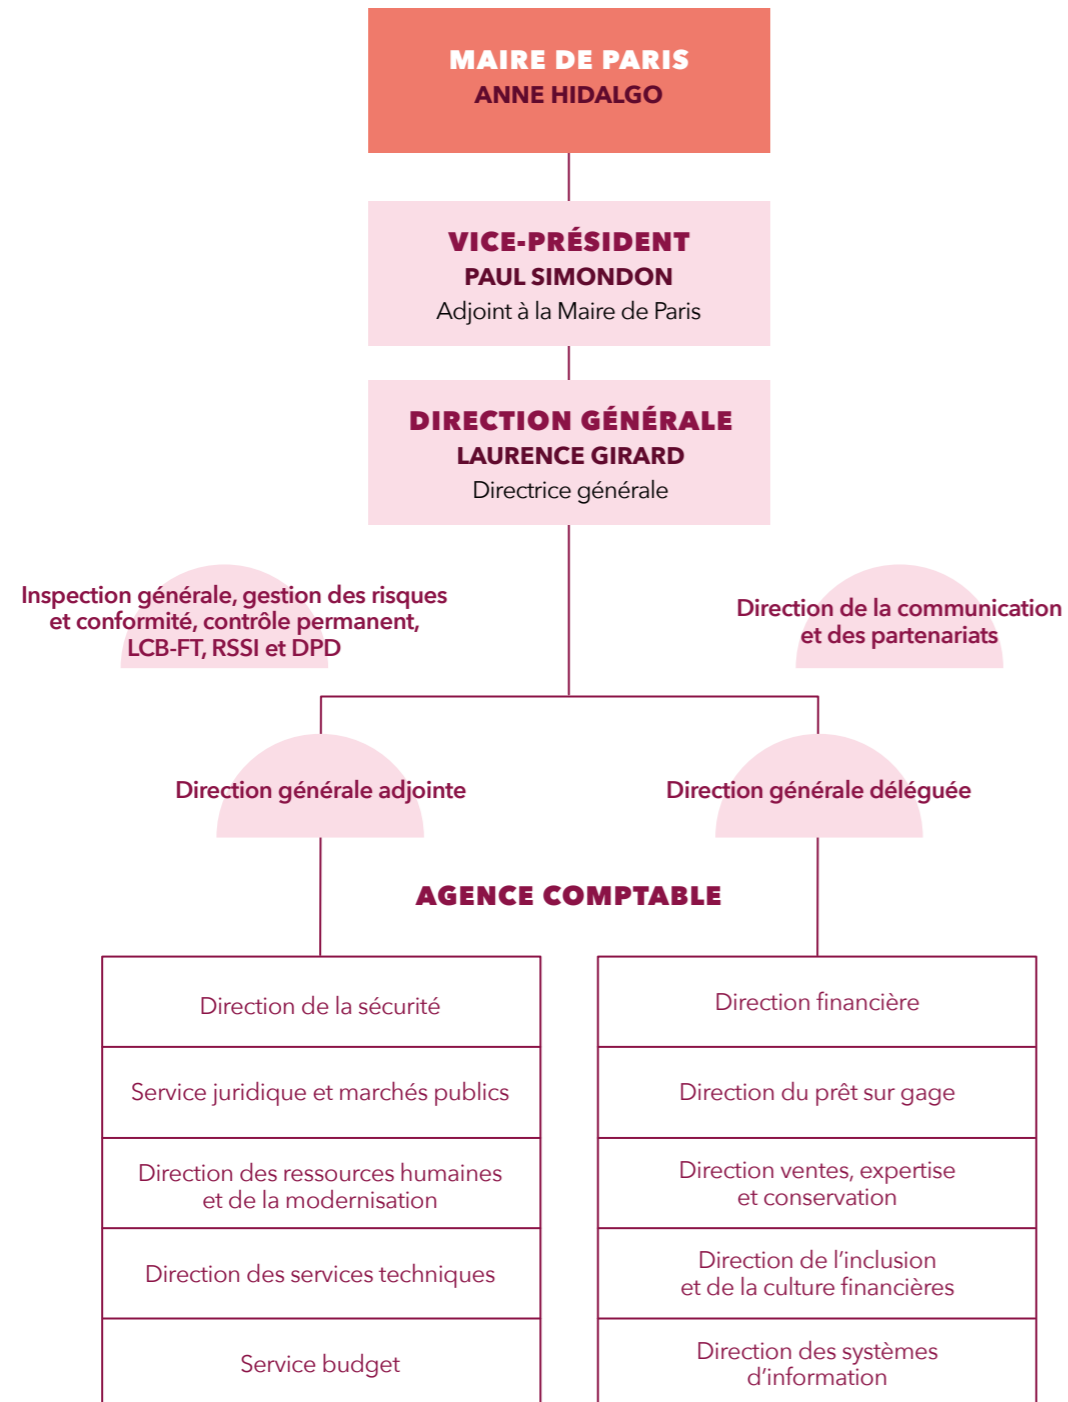 MAIRE DE PARIS
ANNE HIDALGO
VICE-PRÉSIDENT
PAUL SIMONDON
Adjoint à la Maire de Paris
DIRECTION GÉNÉRALE
LAURENCE GIRARD
Directrice générale
Inspection générale, gestion des risques
et conformité, contrôle permanent,
LCB-FT, RSSI et DPD
Direction de la communication
et des partenariats
Direction générale adjointe
Direction générale déléguée
AGENCE COMPTABLE
Direction de la sécurité
Service juridique et marchés publics
Direction des ressources humaines
et de la modernisation
Direction des services techniques
Service budget
Direction financière
Direction du prêt sur gage
Direction ventes, expertise
et conservation
Direction de l’inclusion
et de la culture financières
Direction des systèmes
d’information